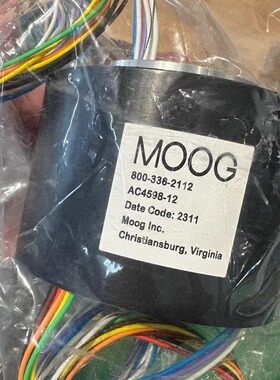 MOOG
800-336-2112
AC4598-12
Date Code: 2311
Moog Inc.
Christiansburg, Virginia